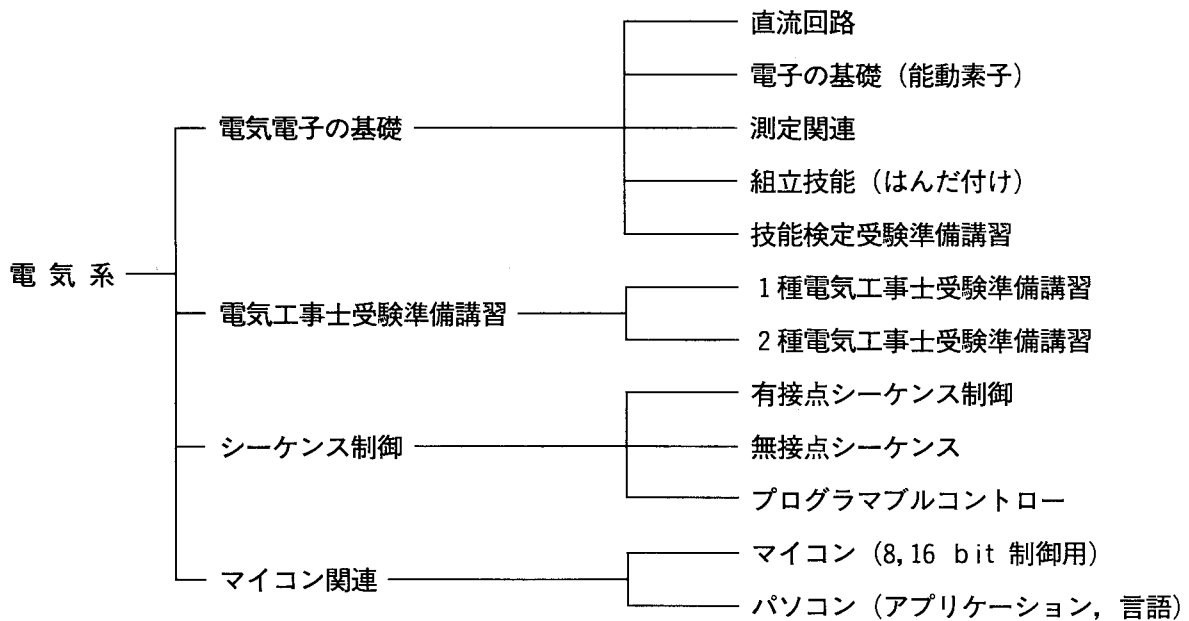 電気系
電気電子の基礎
直流回路
電子の基礎（能動素子）
測定関連
組立技能（はんだ付け）
技能検定受験準備講習
電気工事士受験準備講習
1種電気工事士受験準備講習
2種電気工事士受験準備講習
シーケンス制御
有接点シーケンス制御
無接点シーケンス
プログラマブルコントロー
マイコン関連
マイコン（8,16 bit 制御用）
パソコン（アプリケーション，言語）